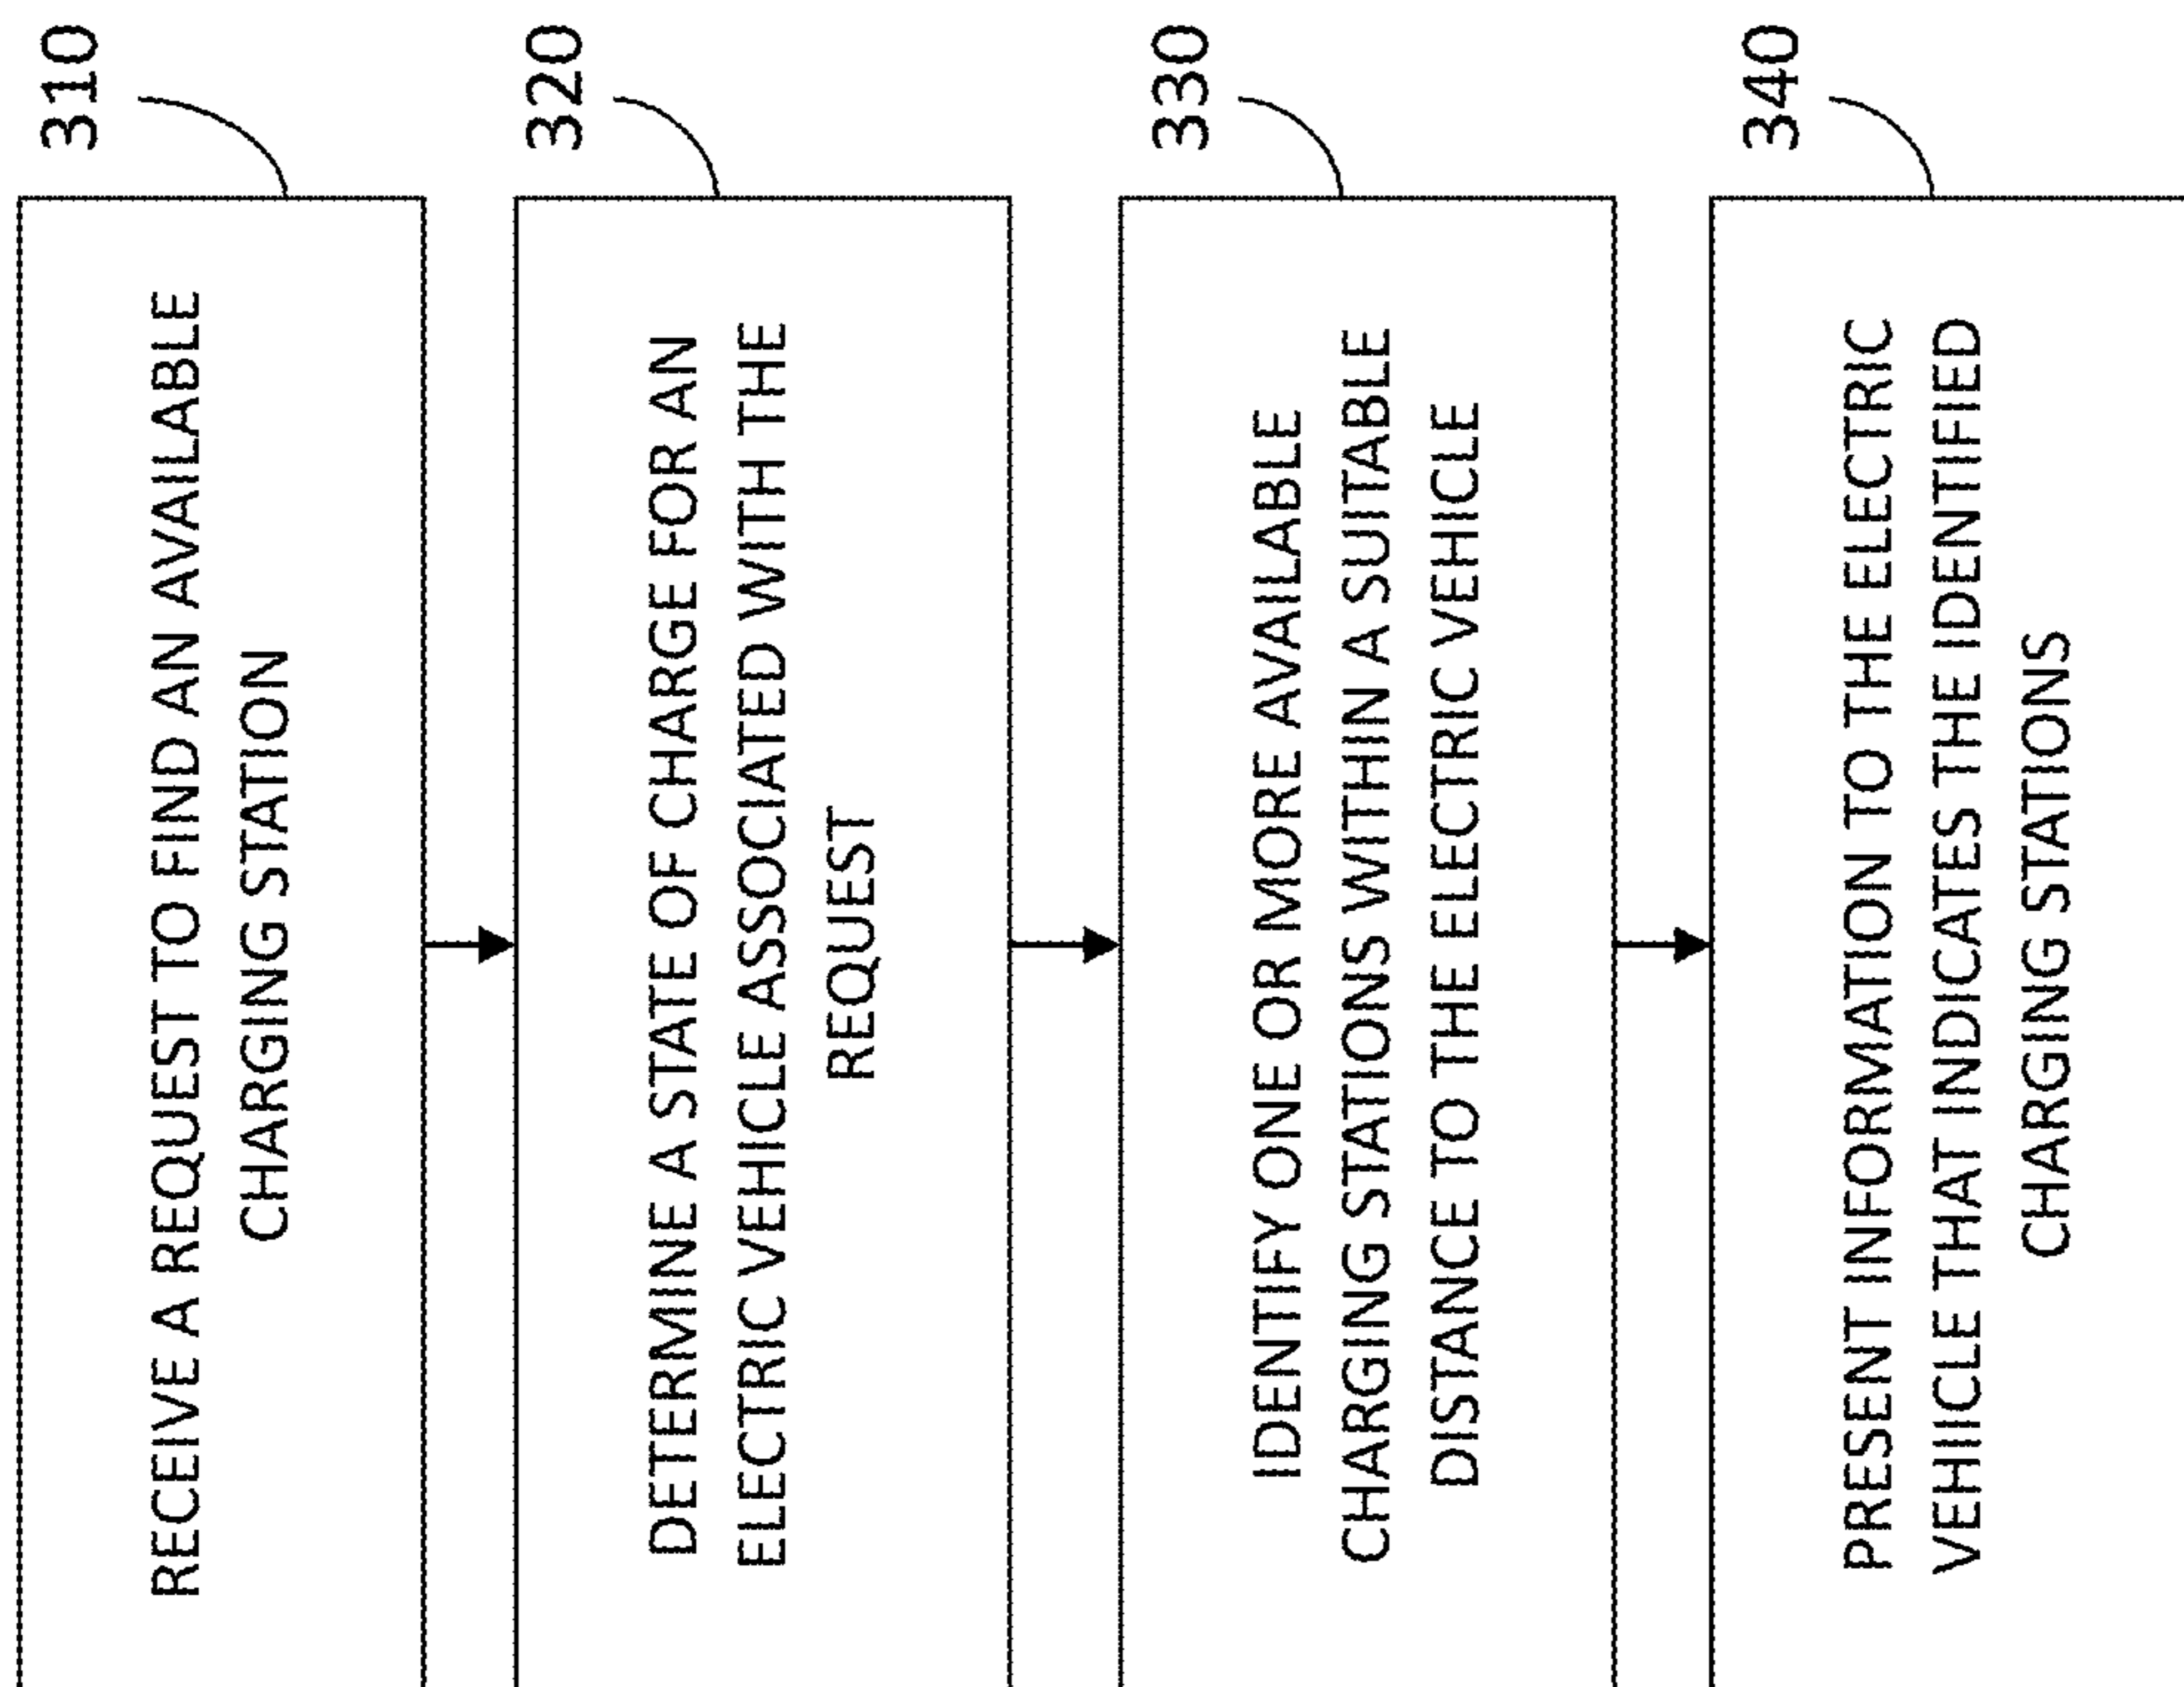 310
RECEIVE A REQUEST TO FIND AN AVAILABLE
CHARGING STATION
320
DETERMINE A STATE OF CHARGE FOR AN
ELECTRIC VEHICLE ASSOCIATED WITH THE
REQUEST
330
IDENTIFY ONE OR MORE AVAILABLE
CHARGING STATIONS WITHIN A SUITABLE
DISTANCE TO THE ELECTRIC VEHICLE
340
PRESENT INFORMATION TO THE ELECTRIC
VEHICLE THAT INDICATES THE IDENTIFIED
CHARGING STATIONS